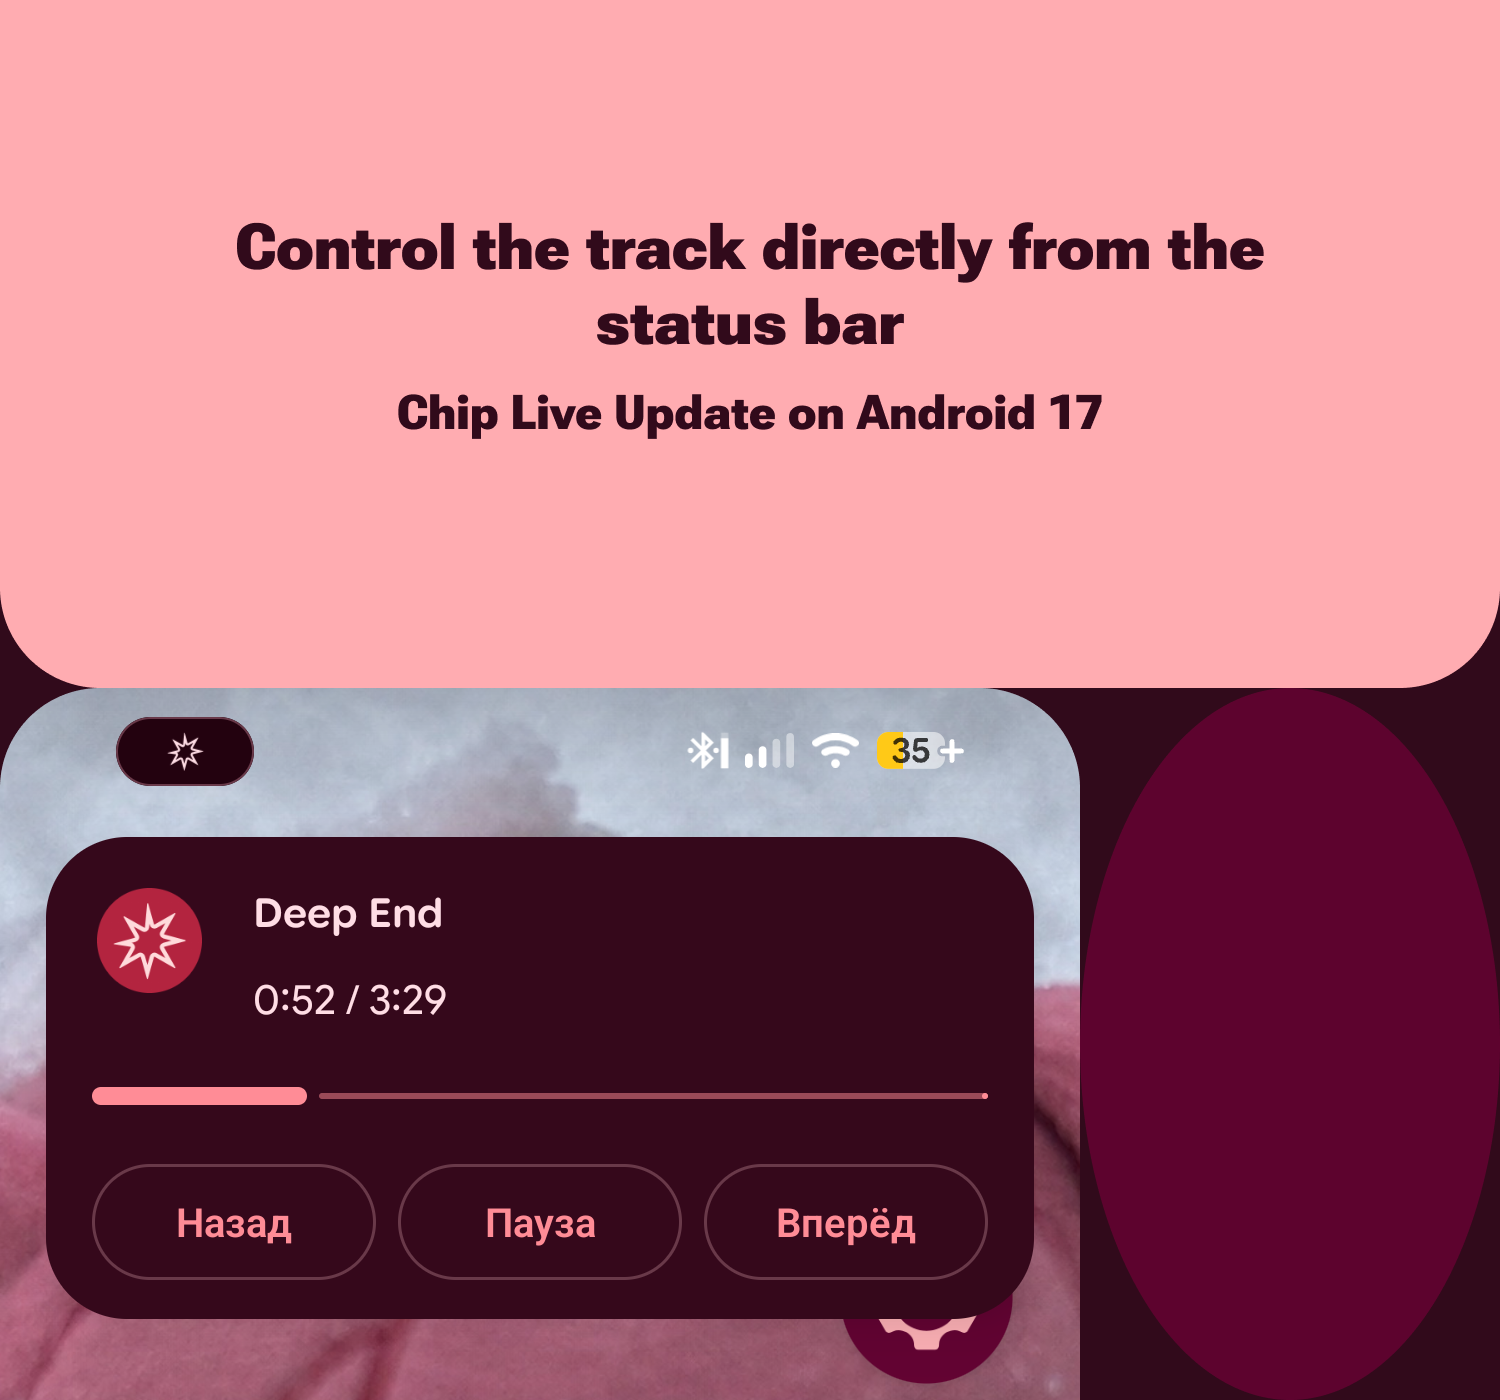 Control the track directly from the
status bar
Chip Live Update on Android 17
35
Deep End
0:52 / 3:29
Назад
Пауза
Вперёд